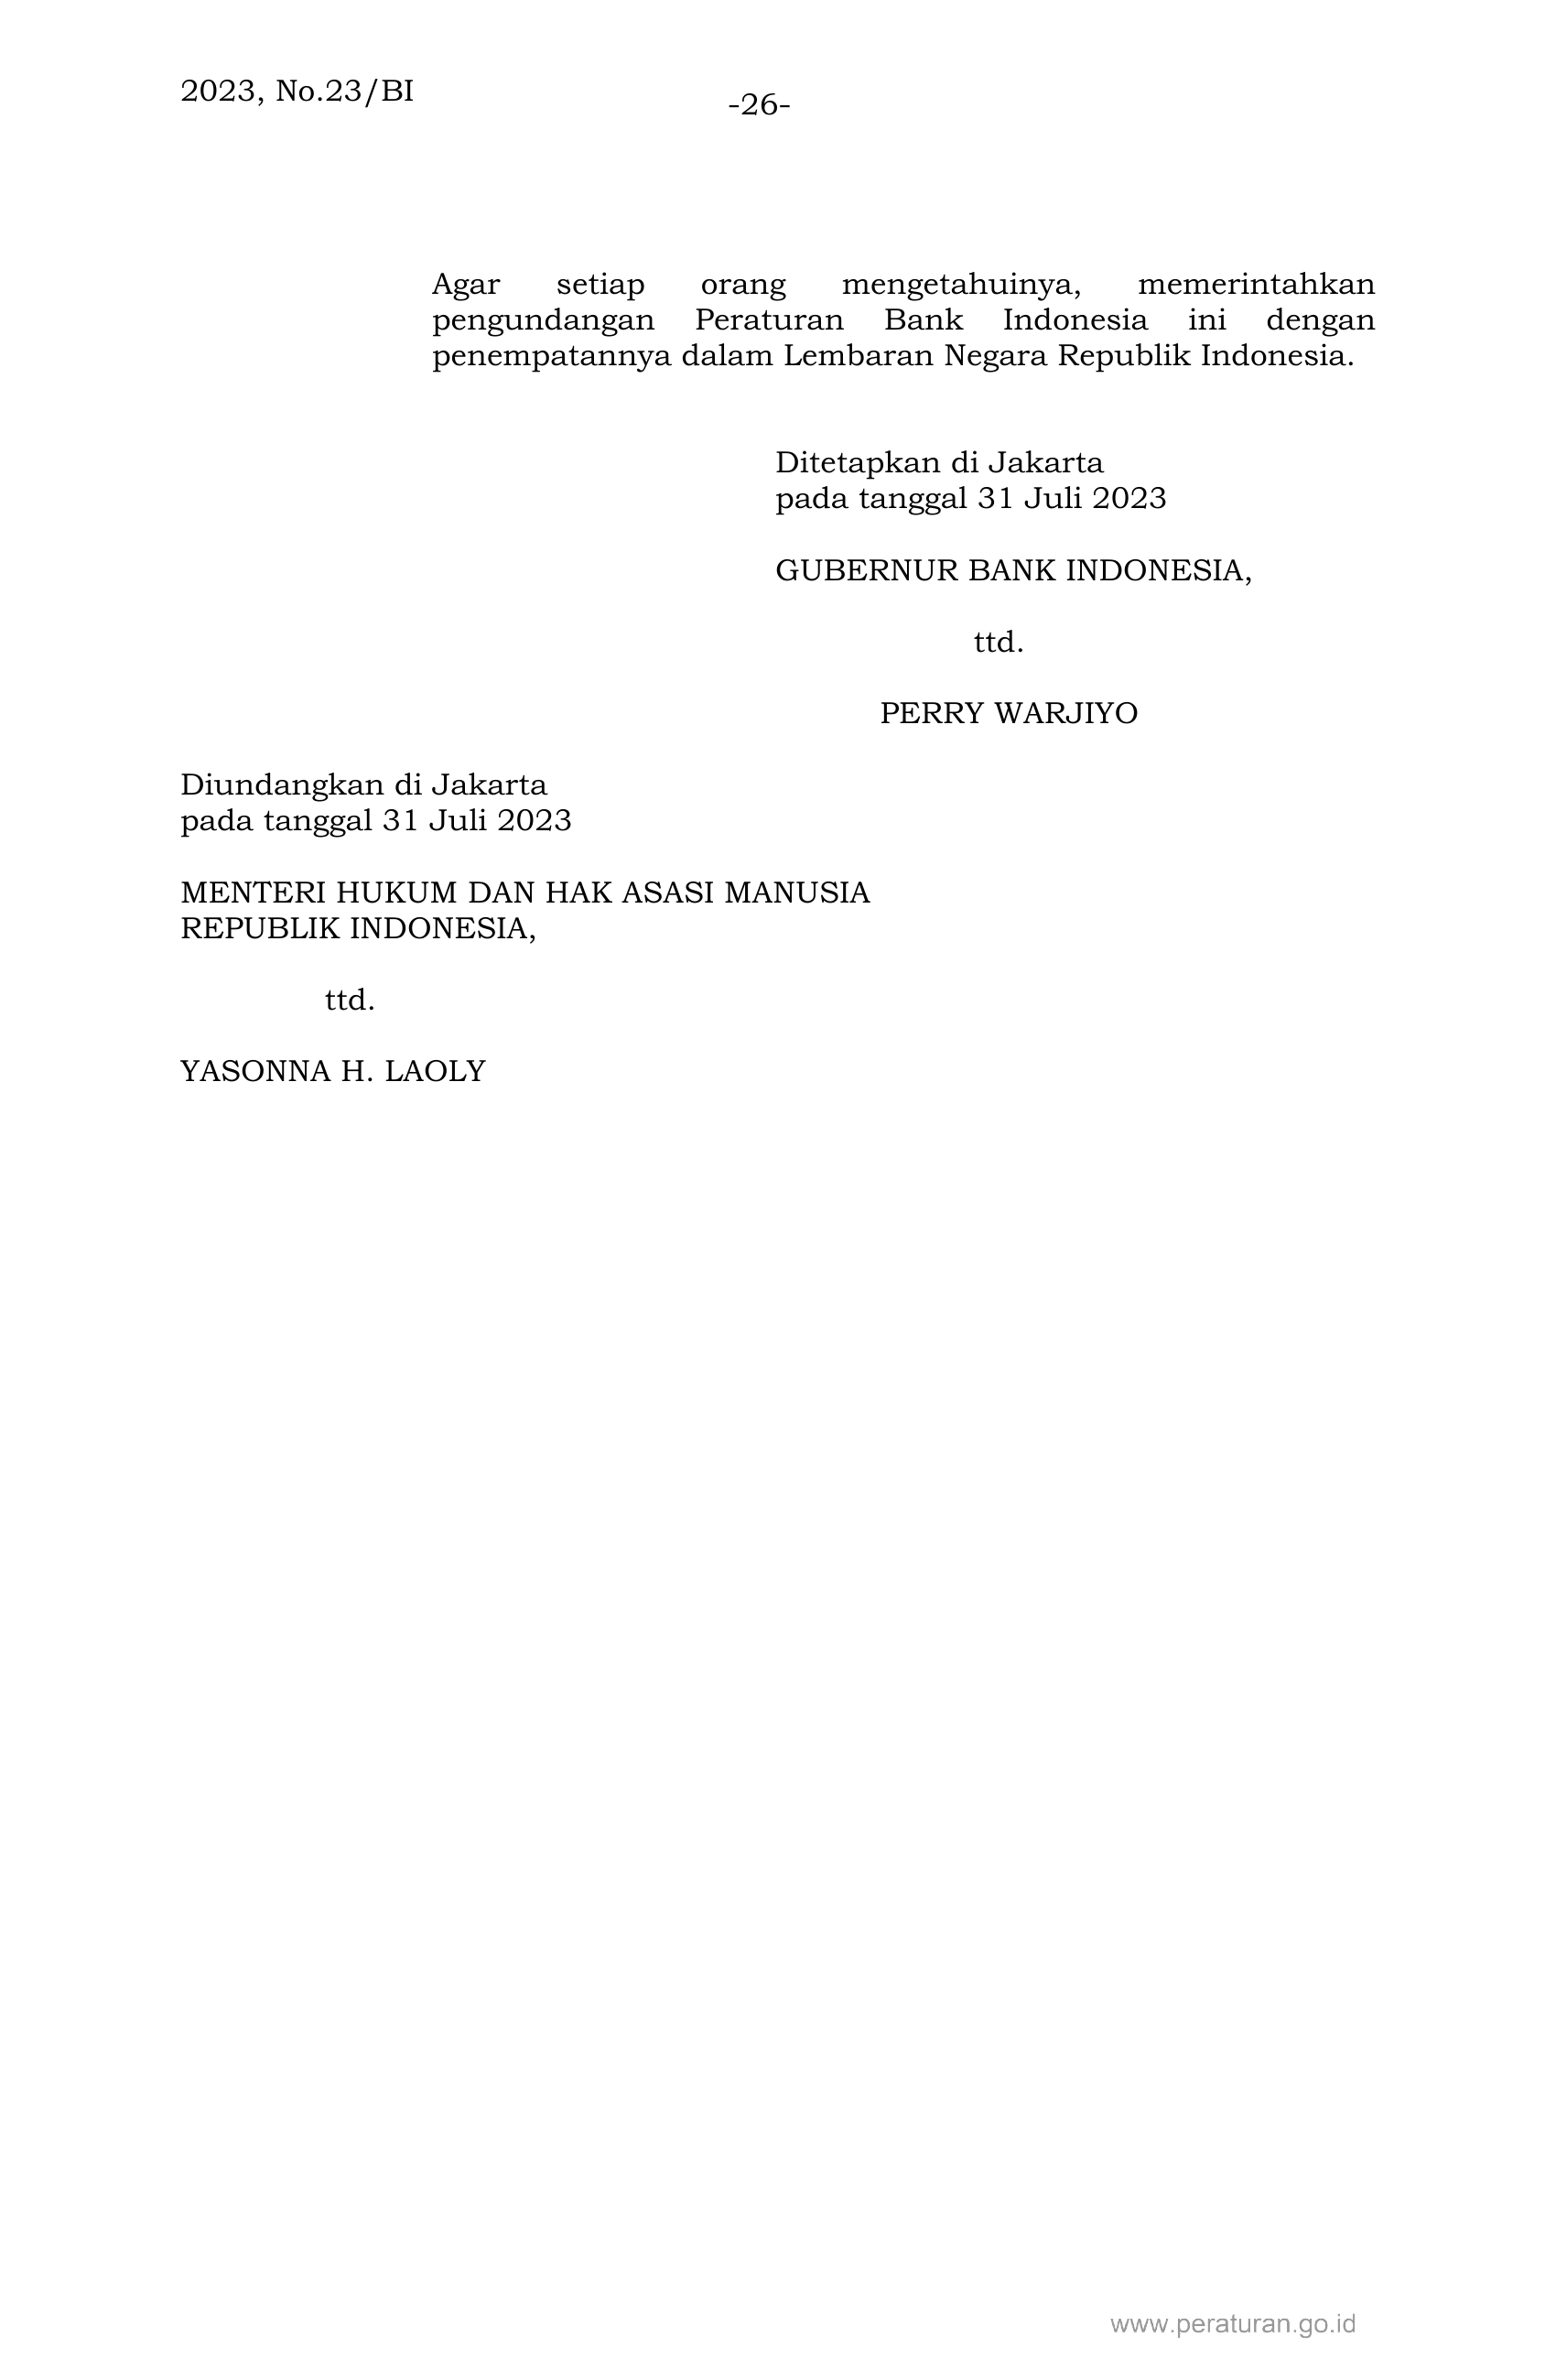 2023, No.23/BI
-26-
Agar setiap orang mengetahuinya, memerintahkan
pengundangan Peraturan Bank Indonesia ini dengan
penempatannya dalam Lembaran Negara Republik Indonesia.
Ditetapkan di Jakarta
pada tanggal 31 Juli 2023
GUBERNUR BANK INDONESIA,
ttd.
PERRY WARJIYO
Diundangkan di Jakarta
pada tanggal 31 Juli 2023
MENTERI HUKUM DAN HAK ASASI MANUSIA
REPUBLIK INDONESIA,
ttd.
YASONNA H. LAOLY
www.peraturan.go.id